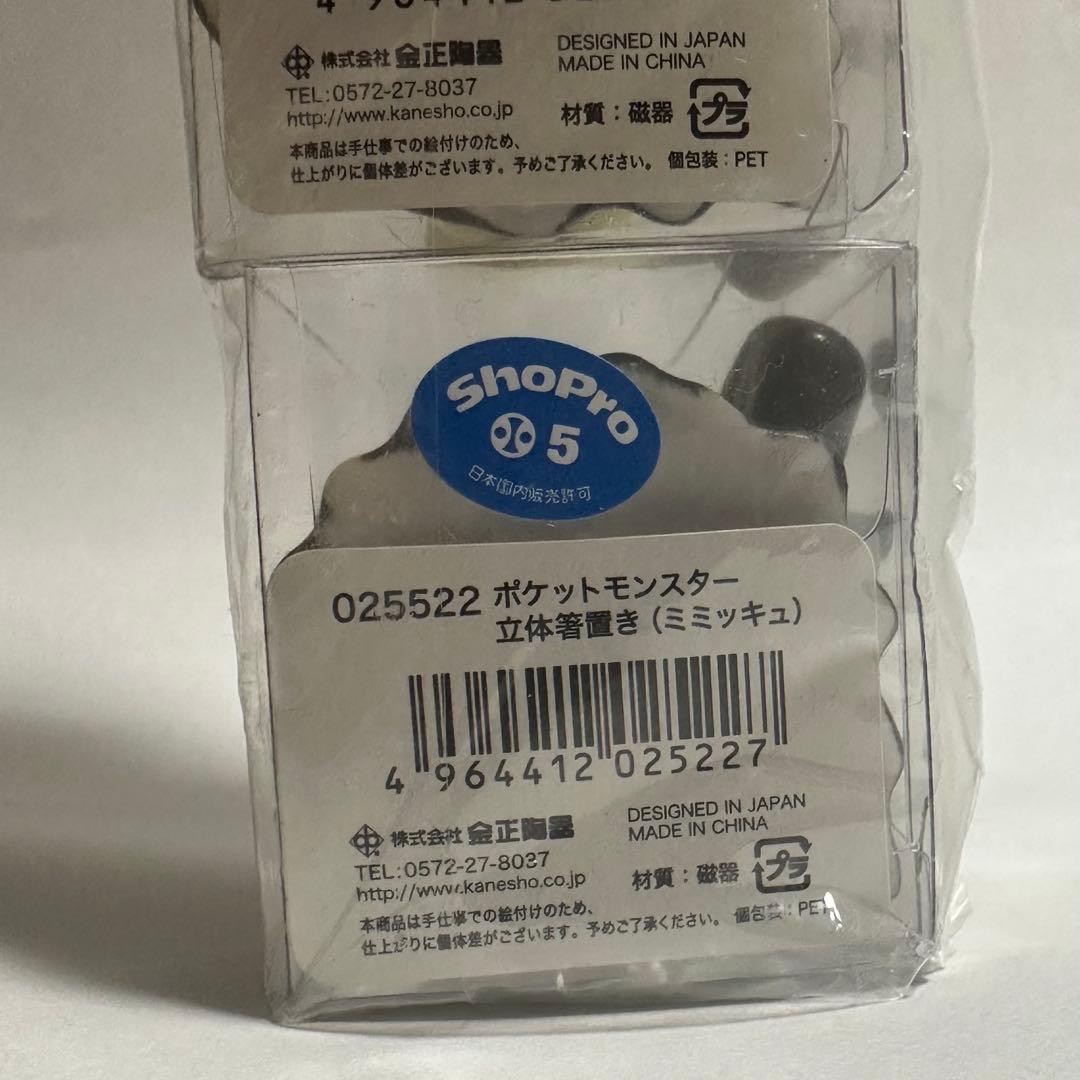 株式会社 金正陶器
TEL:0572-27-8037
http://www.kanesho.co.jp
DESIGNED IN JAPAN
MADE IN CHINA
材質：磁器 プラ
本商品は手仕事での絵付けのため、
仕上がりに個体差がございます。予めご了承ください。 個包装：PET
ShoPro
5
日本国内販売許可
025522 ポケットモンスター
立体箸置き (ミミッキュ)
4 964412 025227
株式会社 金正陶器
TEL:0572-27-8037
http://www.kanesho.co.jp
DESIGNED IN JAPAN
MADE IN CHINA
材質：磁器 プラ
本商品は手仕事での絵付けのため、
仕上がりに個体差がございます。予めご了承ください。 個包装：PET